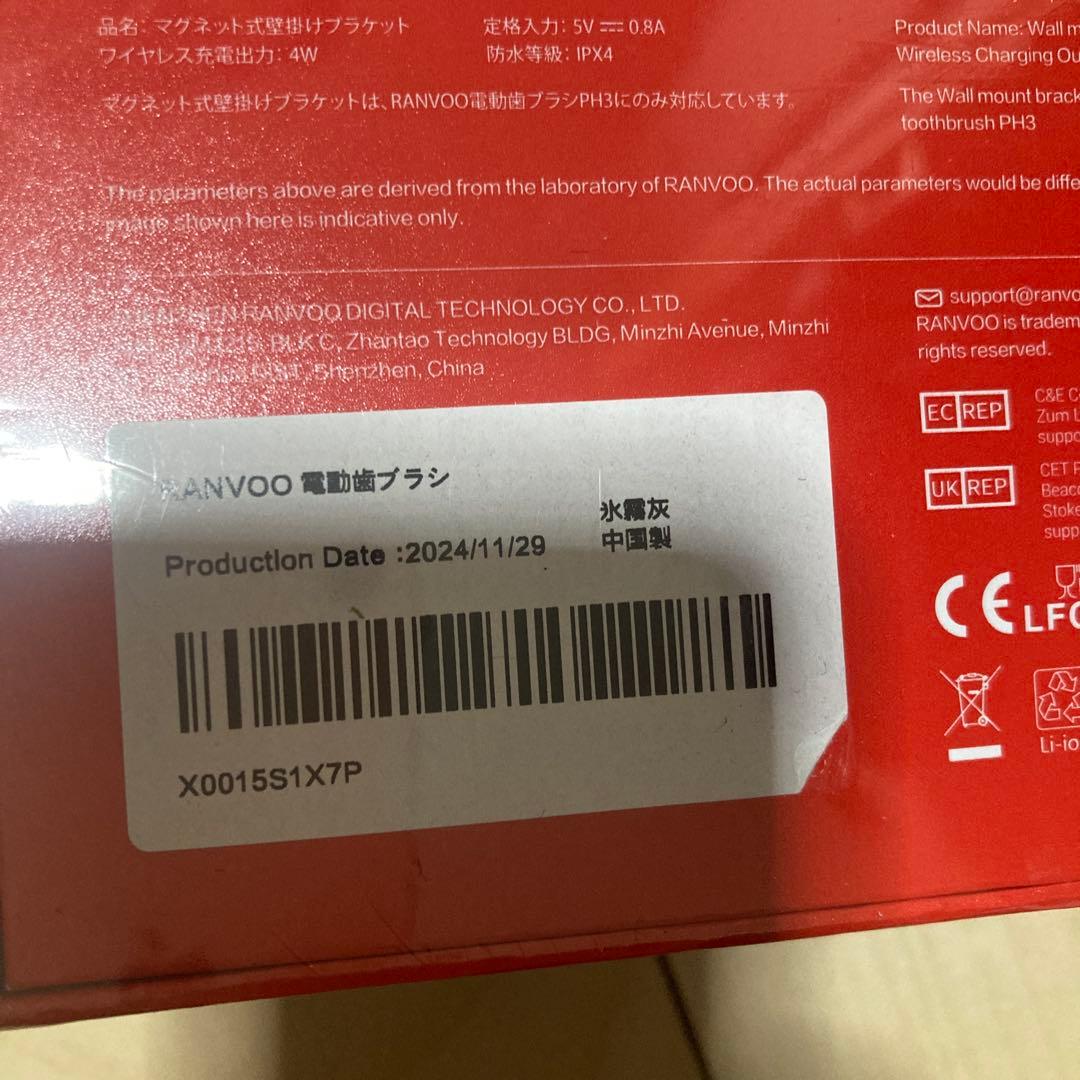 品名: マグネット式壁掛けブラケット
ワイヤレス充電出力: 4W
定格入力: 5V ⎓ 0.8A
防水等級: IPX4
マグネット式壁掛けブラケットは、RANVOO電動歯ブラシPH3にのみ対応しています。
Product Name: Wall
Wireless Charging
The Wall mount
toothbrush PH3
The parameters above are derived from the laboratory of RANVOO. The actual parameters would be
image shown here is indicative only.
RANVOO DIGITAL TECHNOLOGY CO., LTD.
BLK C, Zhantao Technology BLDG, Minzhi Avenue, Minzhi
Shenzhen, China
support@ranvo
RANVOO is
rights reserved.
EC REP
C&E
Zum
UK REP
CET
RANVOO 電動歯ブラシ
氷霧灰
Production Date :2024/11/29
中国製
X0015S1X7P
CE
Li-io